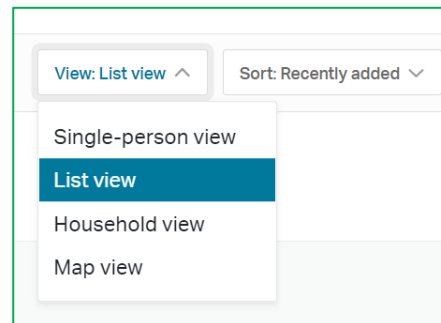 View: List view
Sort: Recently added
Single-person view
List view
Household view
Map view